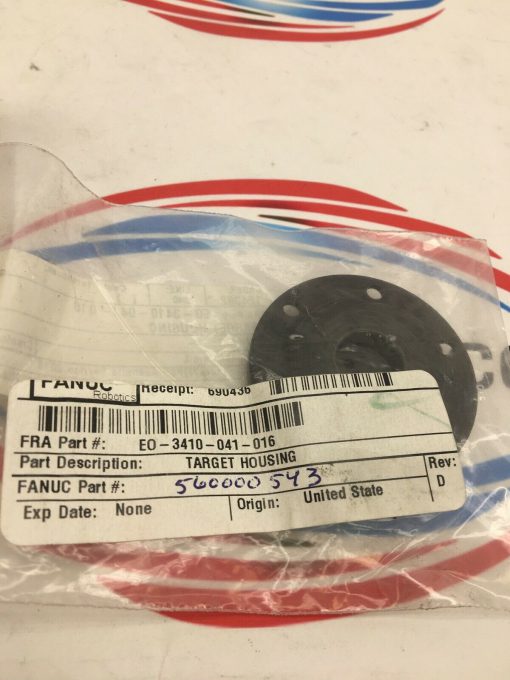 FANUC
Robotics
Receipt: 690436
FRA Part #: EO-3410-041-016
Part Description: TARGET HOUSING
Rev: D
FANUC Part #: 560000543
Exp Date: None
Origin: United State
CO